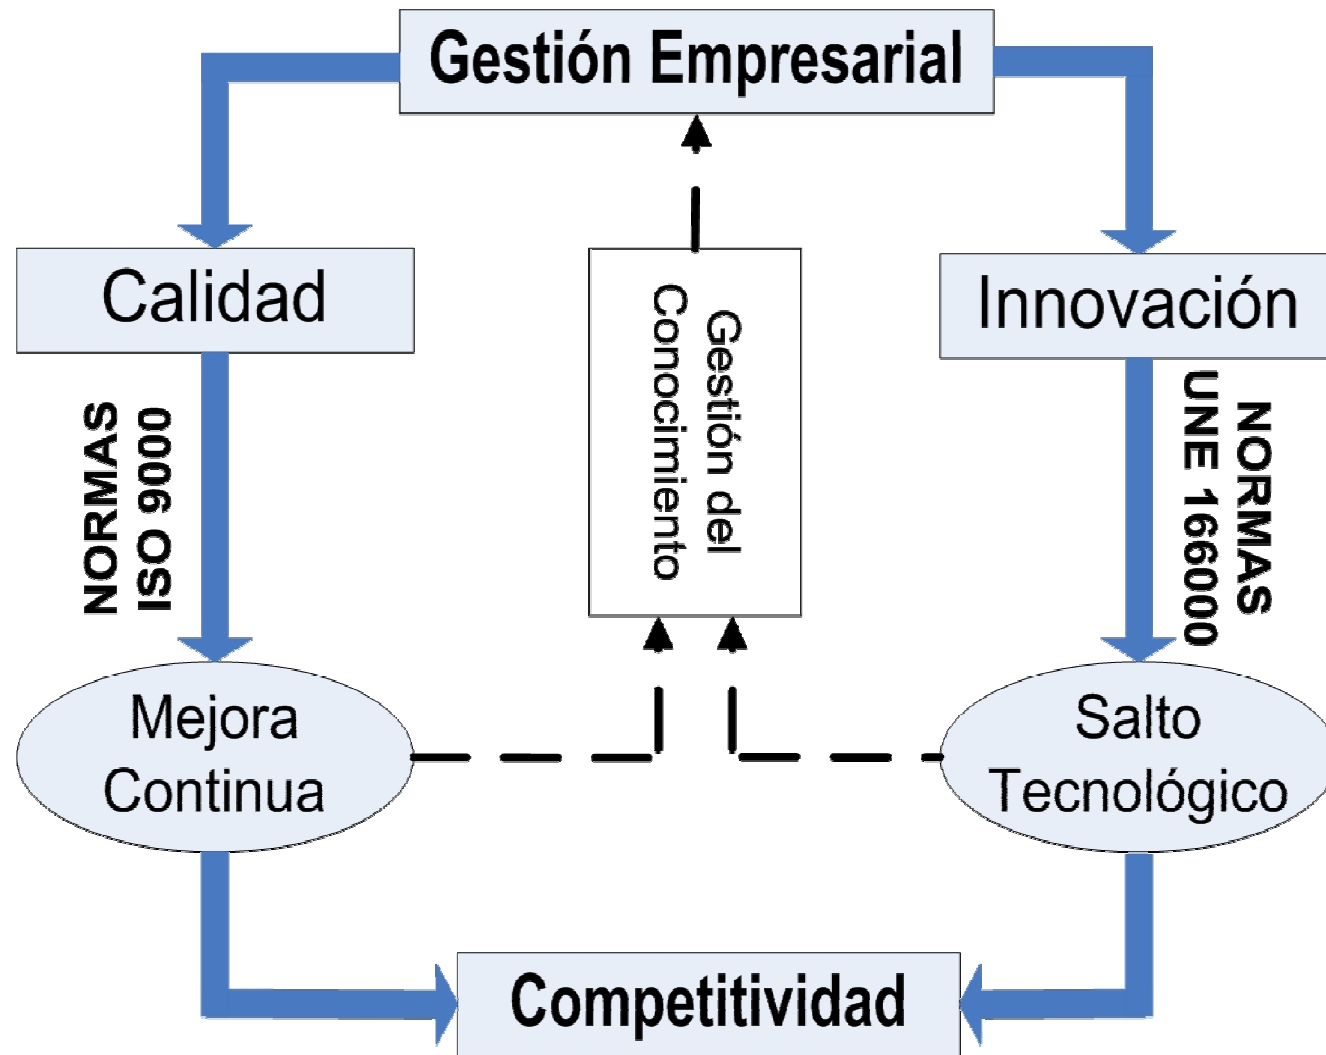 Gestión Empresarial
Calidad
Gestión del
Conocimiento
Innovación
NORMAS
ISO 9000
NORMAS
UNE 166000
Mejora
Continua
Salto
Tecnológico
Competitividad